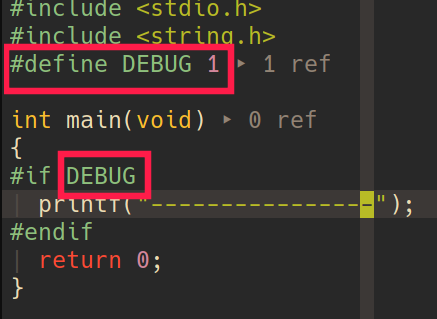 #include <stdio.h>
#include <string.h>
#define DEBUG 1 ‣ 1 ref
int main(void) ‣ 0 ref
{
#if DEBUG
printf("-----------------");
#endif
return 0;
}